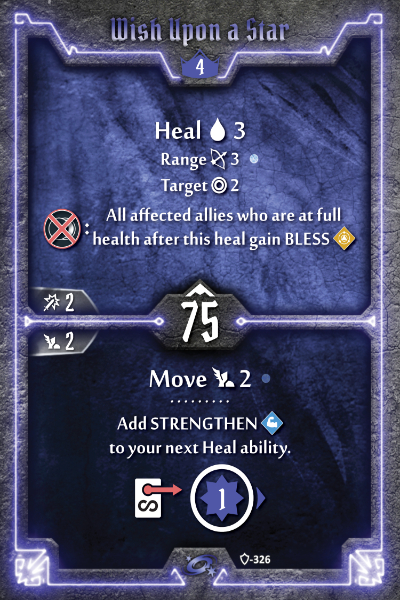 Wish Upon a Star
4
Heal 3
Range 3
Target 2
: All affected allies who are at full
health after this heal gain BLESS
2
75
2
Move 2
Add STRENGTHEN
to your next Heal ability.
S 1
-326